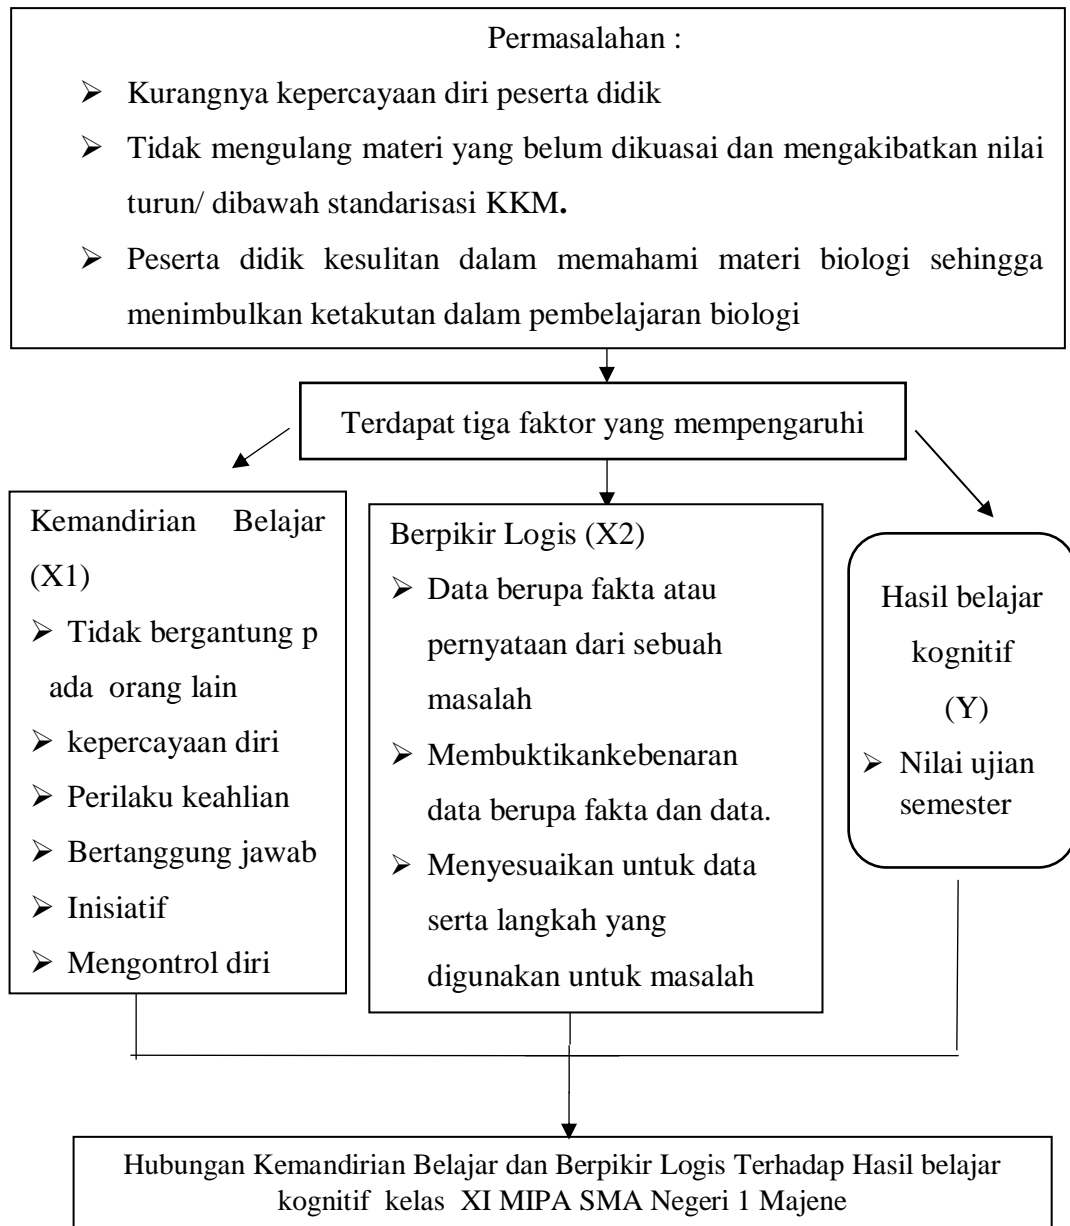 Permasalahan :
➢ Kurangnya kepercayaan diri peserta didik
➢ Tidak mengulang materi yang belum dikuasai dan mengakibatkan nilai
turun/ dibawah standarisasi KKM.
➢ Peserta didik kesulitan dalam memahami materi biologi sehingga
menimbulkan ketakutan dalam pembelajaran biologi
Terdapat tiga faktor yang mempengaruhi
Kemandirian Belajar
(X1)
➢ Tidak bergantung p
ada orang lain
➢ kepercayaan diri
➢ Perilaku keahlian
➢ Bertanggung jawab
➢ Inisiatif
➢ Mengontrol diri
Berpikir Logis (X2)
➢ Data berupa fakta atau
pernyataan dari sebuah
masalah
➢ Membuktikankebenaran
data berupa fakta dan data.
➢ Menyesuaikan untuk data
serta langkah yang
digunakan untuk masalah
Hasil belajar
kognitif
(Y)
➢ Nilai ujian
semester
Hubungan Kemandirian Belajar dan Berpikir Logis Terhadap Hasil belajar
kognitif kelas XI MIPA SMA Negeri 1 Majene